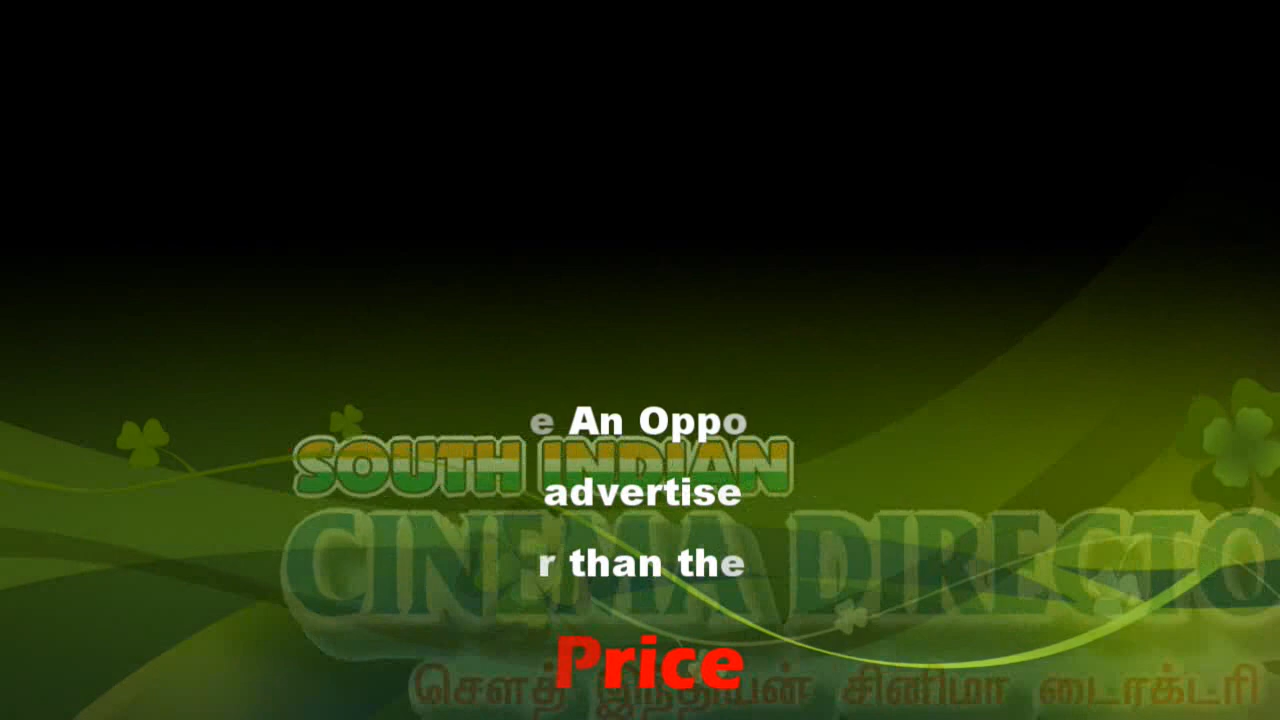 e An Oppo
SOUTH INDIAN
advertise
CINEMA DIRECTO
r than the
Price
சௌத் இந்தியன் சினிமா டைரக்டரி